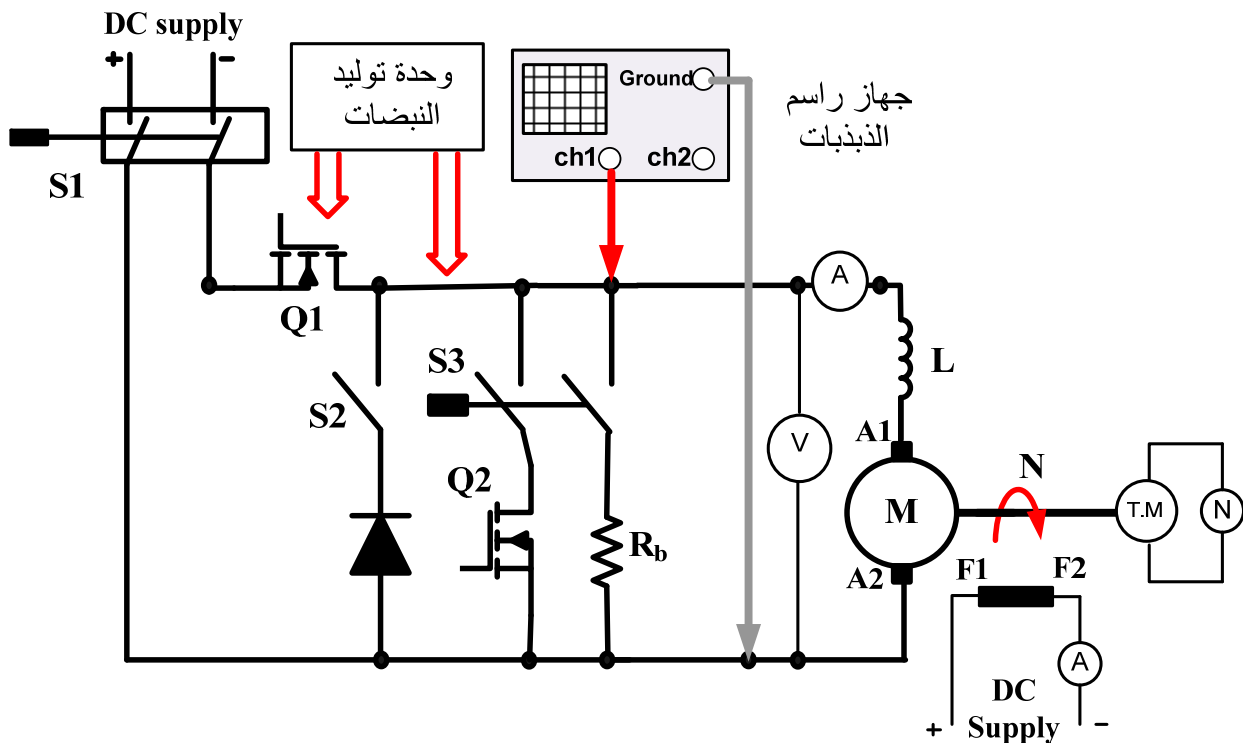 DC supply
+ −
وحدة توليد
النبضات
Ground
ch1 ch2
جهاز راسم
الذبذبات
S1
Q1
A
S3
L
S2
V
A1
N
Q2
M
T.M
N
Rb
A2
F1 F2
A
DC
Supply
+ −